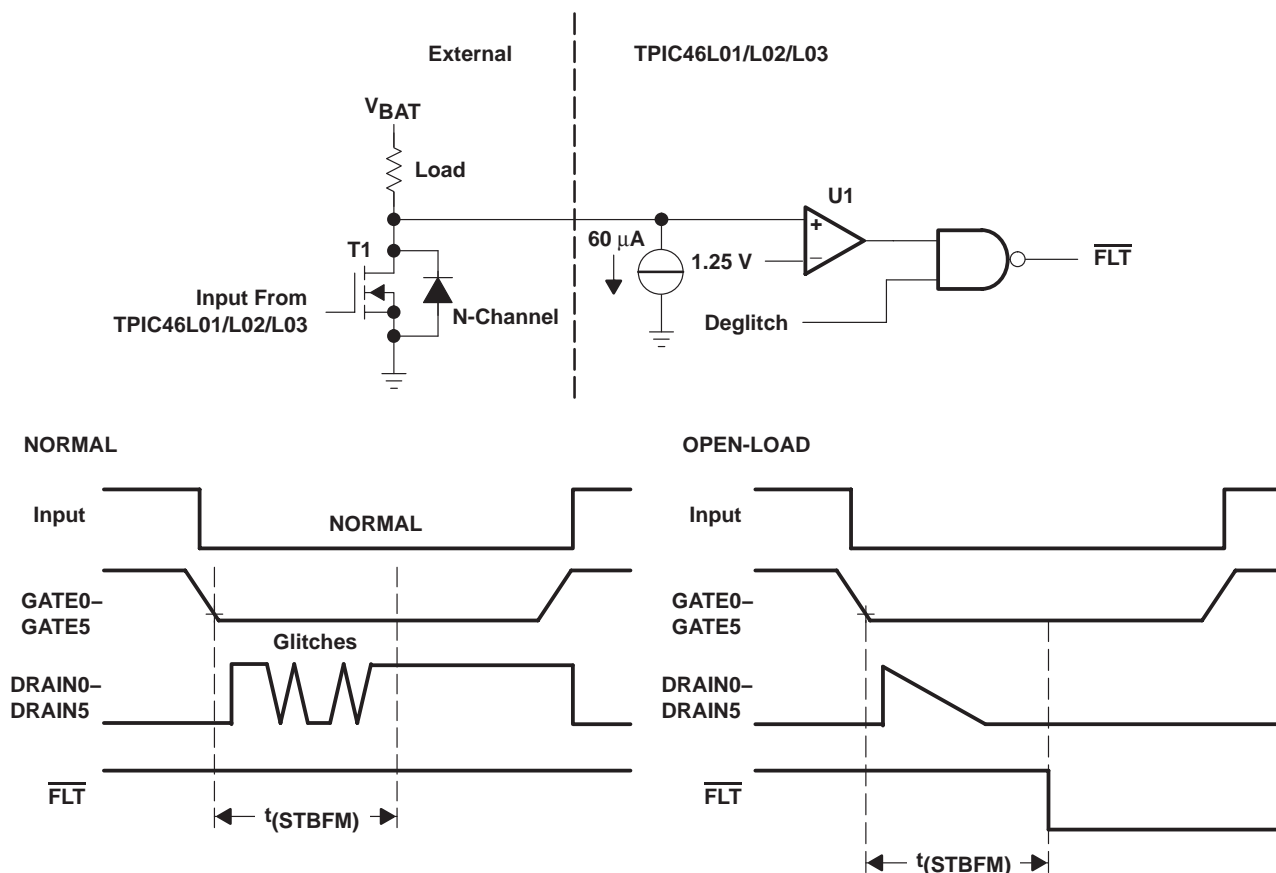 External
TPIC46L01/L02/L03
VBAT
Load
U1
+
–
T1
60 μA
1.25 V
FLT
Input From
TPIC46L01/L02/L03
N-Channel
Deglitch
NORMAL
Input
NORMAL
GATE0–
GATE5
Glitches
DRAIN0–
DRAIN5
FLT
t(STBFM)
OPEN-LOAD
Input
GATE0–
GATE5
DRAIN0–
DRAIN5
FLT
t(STBFM)